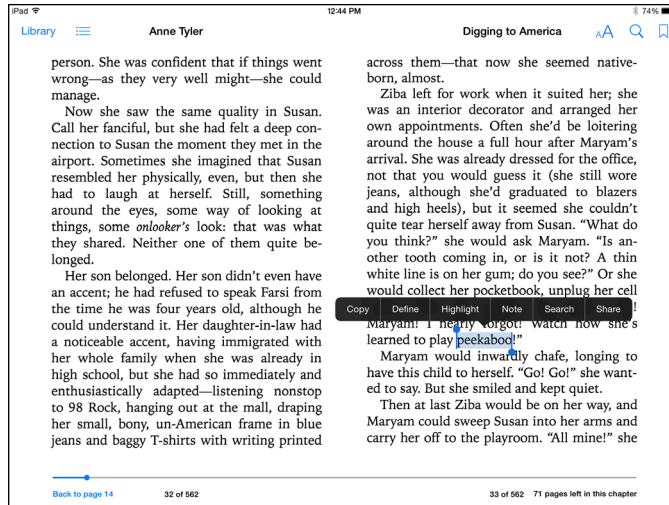 iPad 12:44 PM 74%
Library Anne Tyler Digging to America AA
person. She was confident that if things went
wrong—as they very well might—she could
manage.
Now she saw the same quality in Susan.
Call her fanciful, but she had felt a deep con-
nection to Susan the moment they met in the
airport. Sometimes she imagined that Susan
resembled her physically, even, but then she
had to laugh at herself. Still, something
around the eyes, some way of looking at
things, some onlooker’s look: that was what
they shared. Neither one of them quite be-
longed.
Her son belonged. Her son didn’t even have
an accent; he had refused to speak Farsi from
the time he was four years old, although he
could understand it. Her daughter-in-law had
a noticeable accent, having immigrated with
her whole family when she was already in
high school, but she had so immediately and
enthusiastically adapted—listening nonstop
to 98 Rock, hanging out at the mall, draping
her small, bony, un-American frame in blue
jeans and baggy T-shirts with writing printed
across them—that now she seemed native-
born, almost.
Ziba left for work when it suited her; she
was an interior decorator and arranged her
own appointments. Often she’d be loitering
around the house a full hour after Maryam’s
arrival. She was already dressed for the office,
not that you would guess it (she still wore
jeans, although she’d graduated to blazers
and high heels), but it seemed she couldn’t
quite tear herself away from Susan. “What do
you think?” she would ask Maryam. “Is an-
other tooth coming in, or is it not? A thin
white line is on her gum; do you see?” Or she
would collect her pocketbook, unplug her cell
Copy Define Highlight Note Search Share
!
Maryam! I nearly forgot! Watch how she’s
learned to play peekaboo!”
Maryam would inwardly chafe, longing to
have this child to herself. “Go! Go!” she want-
ed to say. But she smiled and kept quiet.
Then at last Ziba would be on her way, and
Maryam could sweep Susan into her arms and
carry her off to the playroom. “All mine!” she
Back to page 14 32 of 562 33 of 562 71 pages left in this chapter